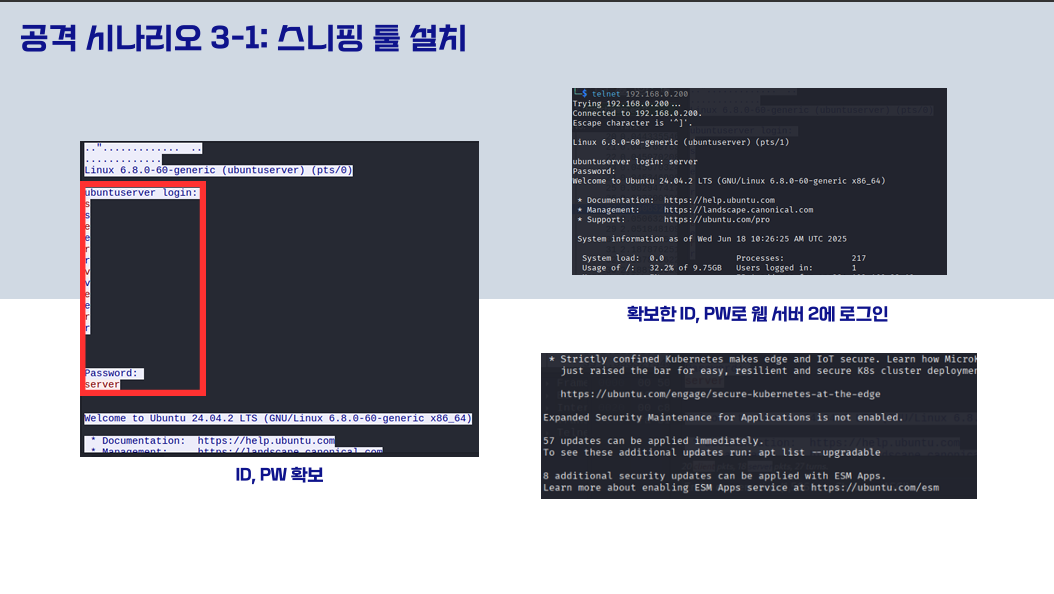 공격 시나리오 3-1: 스니핑 툴 설치
.."............. ..
.............
Linux 6.8.0-60-generic (ubuntuserver) (pts/0)
ubuntuserver login:
s
s
e
e
r
r
v
v
e
e
r
r
Password:
server
Welcome to Ubuntu 24.04.2 LTS (GNU/Linux 6.8.0-60-generic x86_64)
* Documentation: https://help.ubuntu.com
* Management: https://landscape.canonical.com
ID, PW 확보
└─$ telnet 192.168.0.200
Trying 192.168.0.200...
Connected to 192.168.0.200.
Escape character is '^]'.
Linux 6.8.0-60-generic (ubuntuserver) (pts/1)
ubuntuserver login: server
Password:
Welcome to Ubuntu 24.04.2 LTS (GNU/Linux 6.8.0-60-generic x86_64)
* Documentation: https://help.ubuntu.com
* Management: https://landscape.canonical.com
* Support: https://ubuntu.com/pro
System information as of Wed Jun 18 10:26:25 AM UTC 2025
System load: 0.0 Processes: 217
Usage of /: 32.2% of 9.75GB Users logged in: 1
확보한 ID, PW로 웹 서버 2에 로그인
* Strictly confined Kubernetes makes edge and IoT secure. Learn how MicroK
just raised the bar for easy, resilient and secure K8s cluster deploymen
https://ubuntu.com/engage/secure-kubernetes-at-the-edge
Expanded Security Maintenance for Applications is not enabled.
57 updates can be applied immediately.
To see these additional updates run: apt list --upgradable
8 additional security updates can be applied with ESM Apps.
Learn more about enabling ESM Apps service at https://ubuntu.com/esm